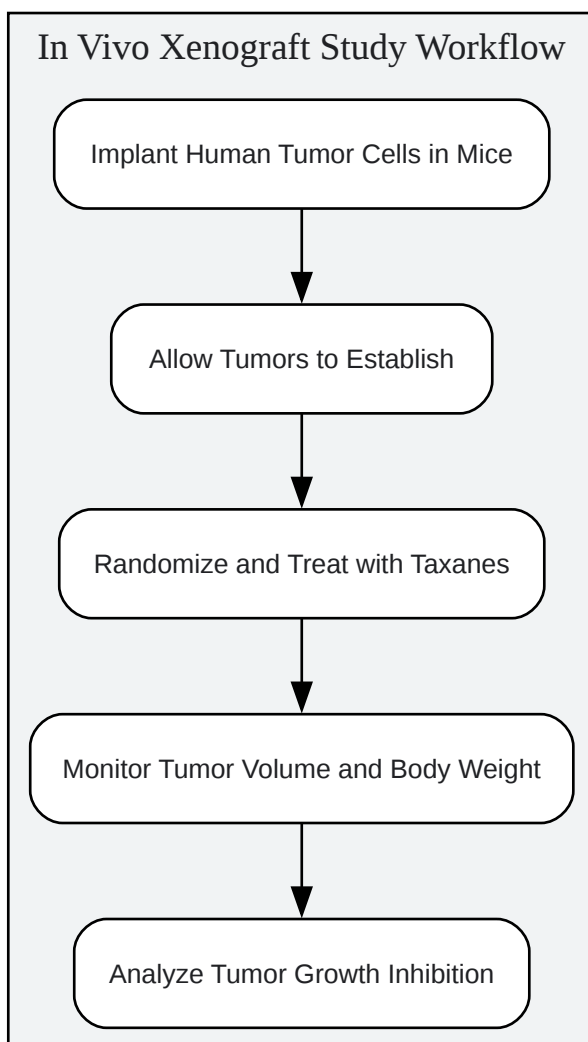 In Vivo Xenograft Study Workflow
Implant Human Tumor Cells in Mice
Allow Tumors to Establish
Randomize and Treat with Taxanes
Monitor Tumor Volume and Body Weight
Analyze Tumor Growth Inhibition